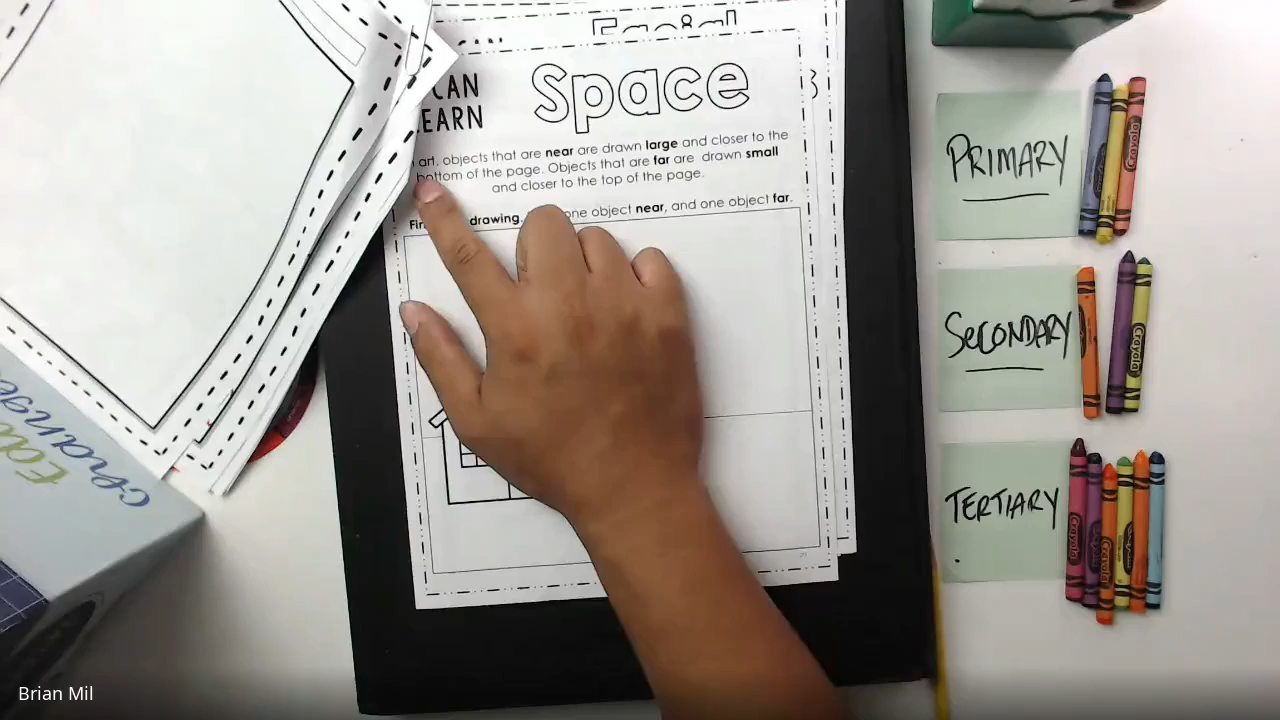 CAN
Space
CAN
EARN
art, objects that are near are drawn large and closer to the
bottom of the page. Objects that are far are drawn small
and closer to the top of the page.
drawing. one object near, and one object far.
PRIMARY
SECONDARY
TERTIARY
Crayola
Crayola
Crayola
Crayola
Brian Mil